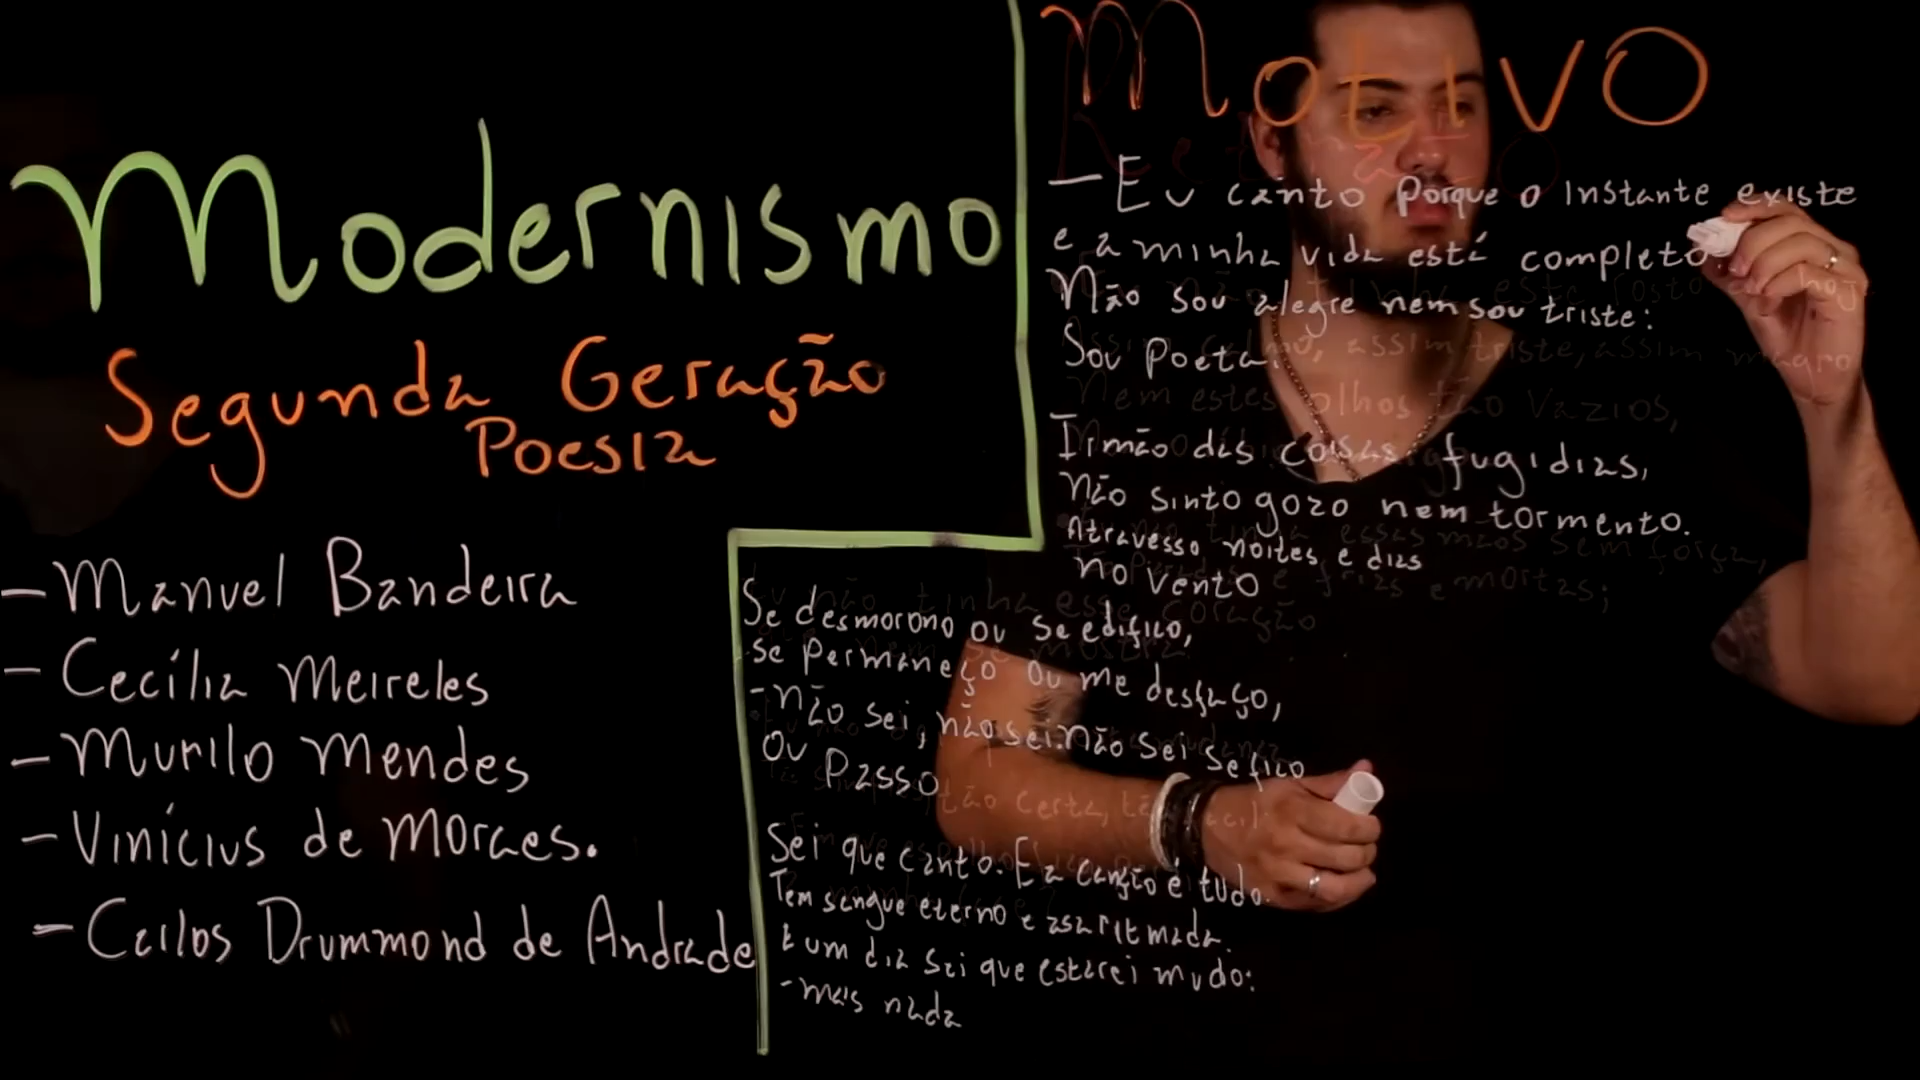 Modernismo
Segunda Geração
Poesia
- Manuel Bandeira
- Cecília Meireles
- Murilo Mendes
- Vinícius de Moraes.
- Carlos Drummond de Andrade
Motivo
- Eu canto porque o instante existe
e a minha vida está completa
Não sou alegre nem sou triste:
Sou poeta.
Irmão das coisas fugidias,
não sinto gozo nem tormento.
Atravesso noites e dias
no vento
Se desmorono ou se edifico,
se permaneço ou me desfaço,
- não sei, não sei. Não sei se fico
ou passo
Sei que canto. E a canção é tudo.
Tem sangue eterno e asa ritmada.
E um dia sei que estarei mudo:
- mais nada